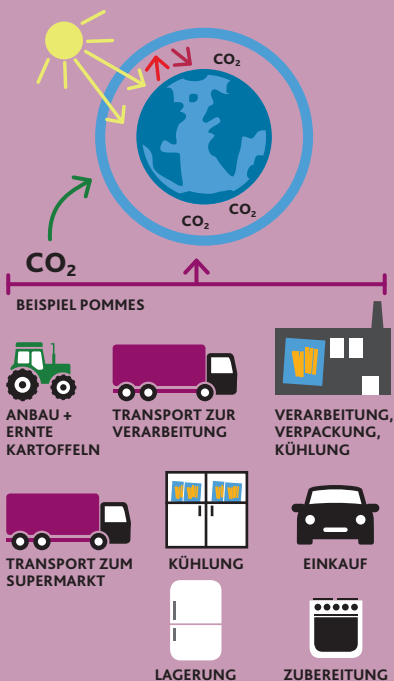 CO₂
CO₂
CO₂
CO₂
BEISPIEL POMMES
ANBAU +
ERNTE
KARTOFFELN
TRANSPORT ZUR
VERARBEITUNG
VERARBEITUNG,
VERPACKUNG,
KÜHLUNG
TRANSPORT ZUM
SUPERMARKT
KÜHLUNG
EINKAUF
LAGERUNG
ZUBEREITUNG